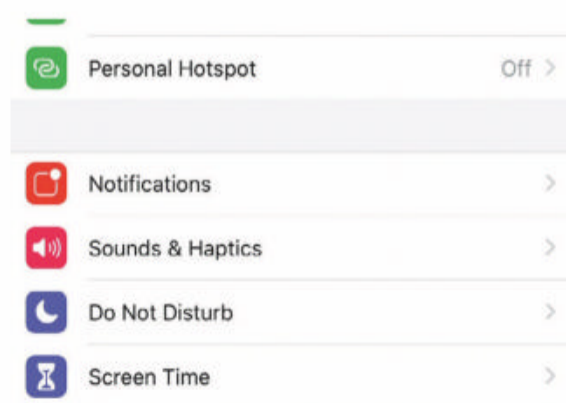 Personal Hotspot Off
Notifications
Sounds & Haptics
Do Not Disturb
Screen Time